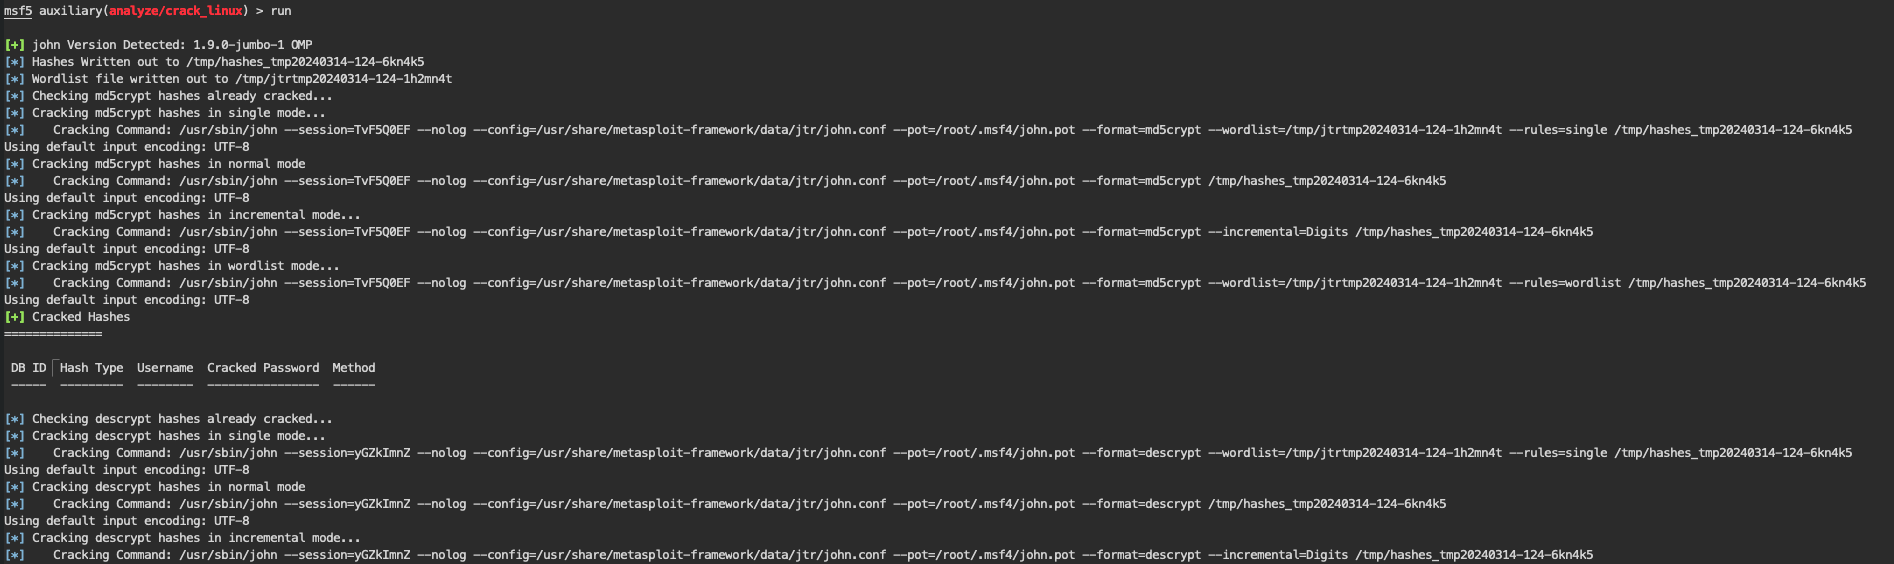 msf5 auxiliary(analyze/crack_linux) > run
[+] john Version Detected: 1.9.0-jumbo-1 OMP
[*] Hashes Written out to /tmp/hashes_tmp20240314-124-6kn4k5
[*] Wordlist file written out to /tmp/jtrtmp20240314-124-1h2mn4t
[*] Checking md5crypt hashes already cracked...
[*] Cracking md5crypt hashes in single mode...
[*]    Cracking Command: /usr/sbin/john --session=TvF5Q0EF --nolog --config=/usr/share/metasploit-framework/data/jtr/john.conf --pot=/root/.msf4/john.pot --format=md5crypt --wordlist=/tmp/jtrtmp20240314-124-1h2mn4t --rules=single /tmp/hashes_tmp20240314-124-6kn4k5
Using default input encoding: UTF-8
[*] Cracking md5crypt hashes in normal mode
[*]    Cracking Command: /usr/sbin/john --session=TvF5Q0EF --nolog --config=/usr/share/metasploit-framework/data/jtr/john.conf --pot=/root/.msf4/john.pot --format=md5crypt /tmp/hashes_tmp20240314-124-6kn4k5
Using default input encoding: UTF-8
[*] Cracking md5crypt hashes in incremental mode...
[*]    Cracking Command: /usr/sbin/john --session=TvF5Q0EF --nolog --config=/usr/share/metasploit-framework/data/jtr/john.conf --pot=/root/.msf4/john.pot --format=md5crypt --incremental=Digits /tmp/hashes_tmp20240314-124-6kn4k5
Using default input encoding: UTF-8
[*] Cracking md5crypt hashes in wordlist mode...
[*]    Cracking Command: /usr/sbin/john --session=TvF5Q0EF --nolog --config=/usr/share/metasploit-framework/data/jtr/john.conf --pot=/root/.msf4/john.pot --format=md5crypt --wordlist=/tmp/jtrtmp20240314-124-1h2mn4t --rules=wordlist /tmp/hashes_tmp20240314-124-6kn4k5
Using default input encoding: UTF-8
[+] Cracked Hashes
==============
DB ID  Hash Type  Username  Cracked Password  Method
-----  ---------  --------  ----------------  ------
[*] Checking descrypt hashes already cracked...
[*] Cracking descrypt hashes in single mode...
[*]    Cracking Command: /usr/sbin/john --session=yGZkImnZ --nolog --config=/usr/share/metasploit-framework/data/jtr/john.conf --pot=/root/.msf4/john.pot --format=descrypt --wordlist=/tmp/jtrtmp20240314-124-1h2mn4t --rules=single /tmp/hashes_tmp20240314-124-6kn4k5
Using default input encoding: UTF-8
[*] Cracking descrypt hashes in normal mode
[*]    Cracking Command: /usr/sbin/john --session=yGZkImnZ --nolog --config=/usr/share/metasploit-framework/data/jtr/john.conf --pot=/root/.msf4/john.pot --format=descrypt /tmp/hashes_tmp20240314-124-6kn4k5
Using default input encoding: UTF-8
[*] Cracking descrypt hashes in incremental mode...
[*]    Cracking Command: /usr/sbin/john --session=yGZkImnZ --nolog --config=/usr/share/metasploit-framework/data/jtr/john.conf --pot=/root/.msf4/john.pot --format=descrypt --incremental=Digits /tmp/hashes_tmp20240314-124-6kn4k5